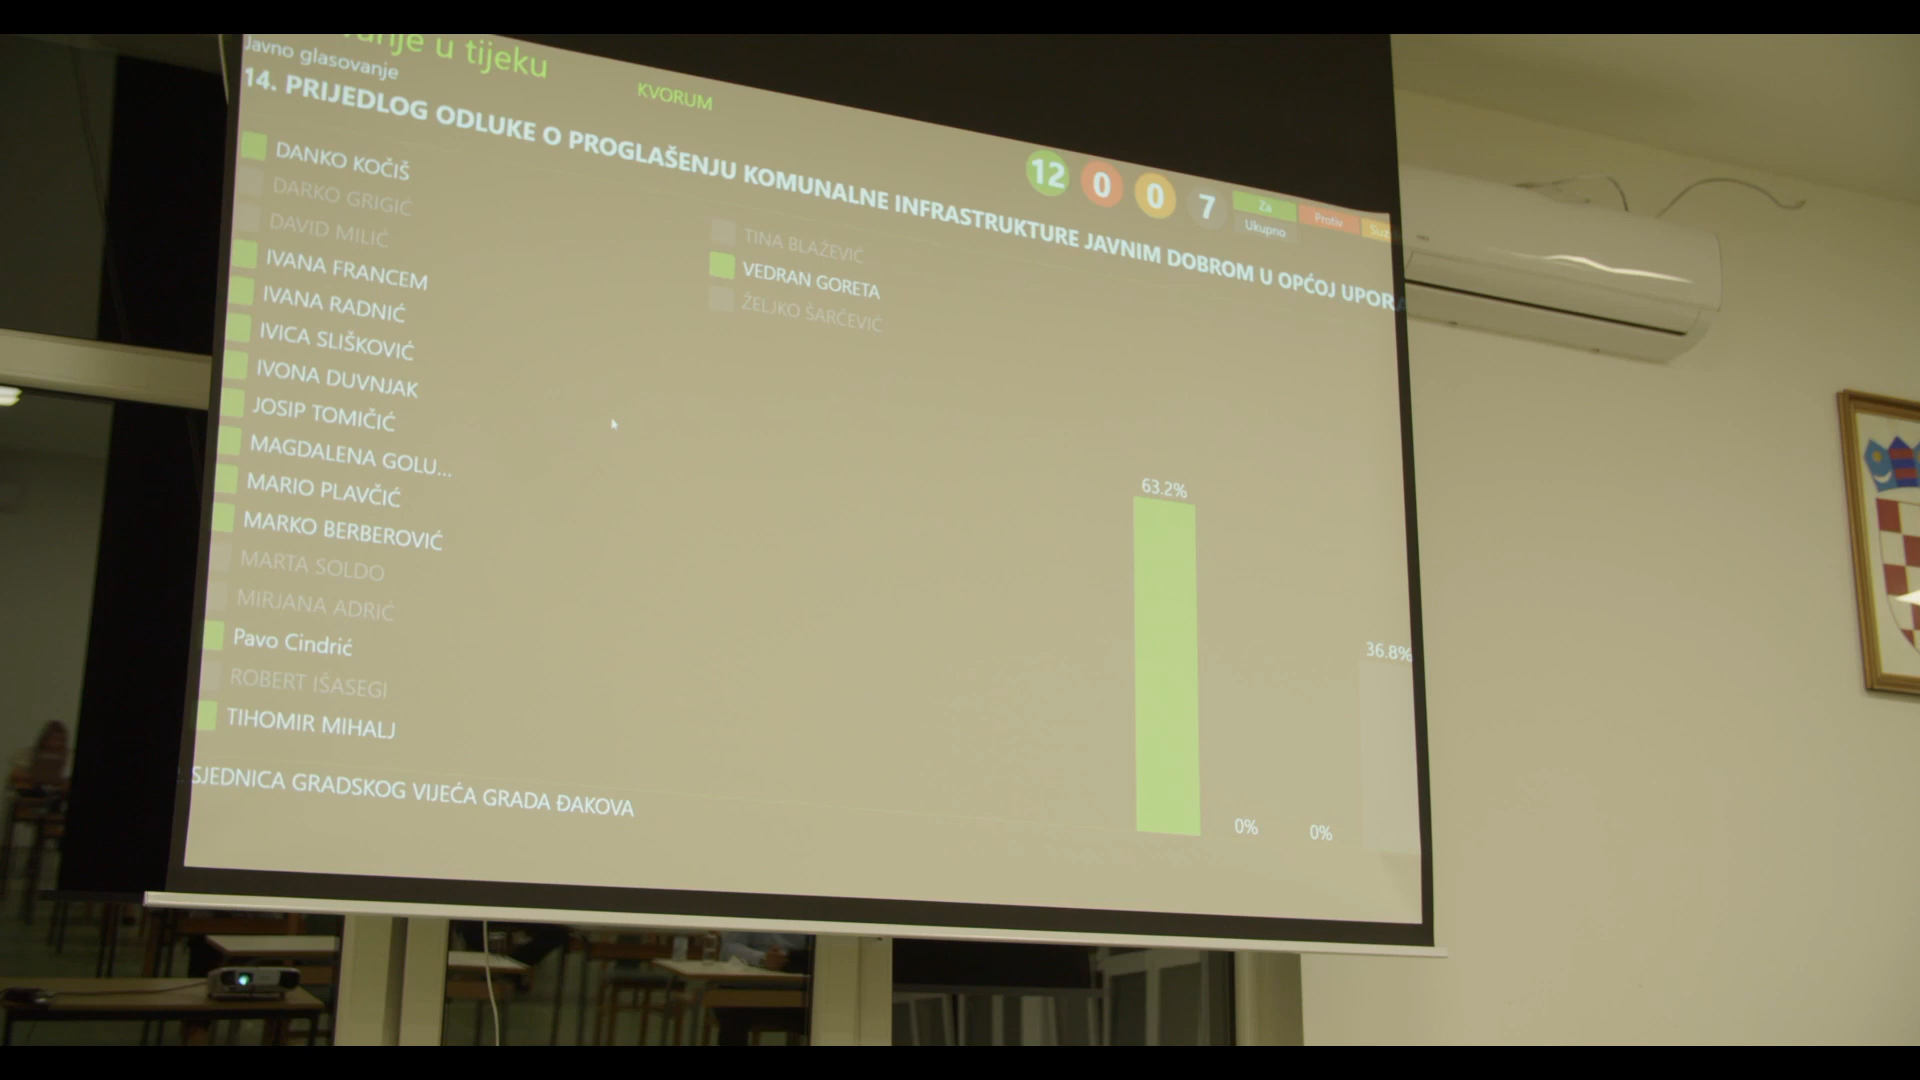 u tijeku
Javno glasovanje
KVORUM
14. PRIJEDLOG ODLUKE O PROGLAŠENJU KOMUNALNE INFRASTRUKTURE JAVNIM DOBROM U OPĆOJ UPORA
12 0 0 7
Za Protiv Suz
Ukupno
DANKO KOČIŠ
DARKO GRIGIĆ
DAVID MILIĆ
IVANA FRANCEM
IVANA RADNIĆ
IVICA SLIŠKOVIĆ
IVONA DUVNJAK
JOSIP TOMIČIĆ
MAGDALENA GOLU...
MARIO PLAVČIĆ
MARKO BERBEROVIĆ
MARTA SOLDO
MIRJANA ADRIĆ
Pavo Cindrić
ROBERT IŠASEGI
TIHOMIR MIHALJ
TINA BLAŽEVIĆ
VEDRAN GORETA
ŽELJKO ŠARČEVIĆ
63.2%
0%
0%
36.8%
SJEDNICA GRADSKOG VIJEĆA GRADA ĐAKOVA